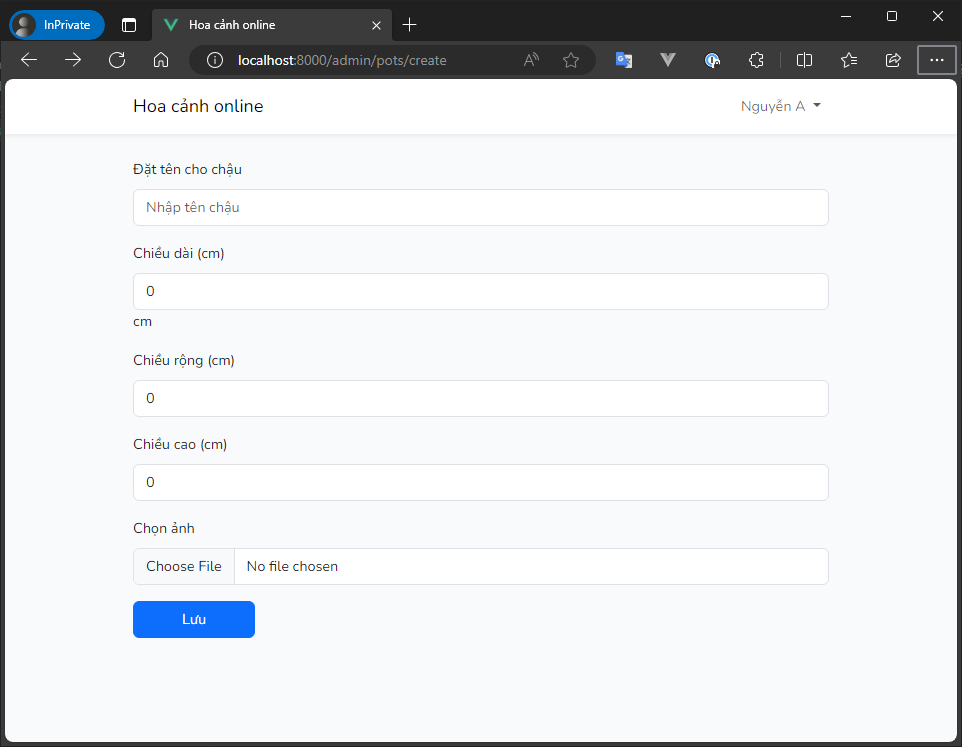 InPrivate
Hoa cảnh online
localhost:8000/admin/pots/create
Hoa cảnh online
Nguyễn A
Đặt tên cho chậu
Nhập tên chậu
Chiều dài (cm)
0
cm
Chiều rộng (cm)
0
Chiều cao (cm)
0
Chọn ảnh
Choose File No file chosen
Lưu